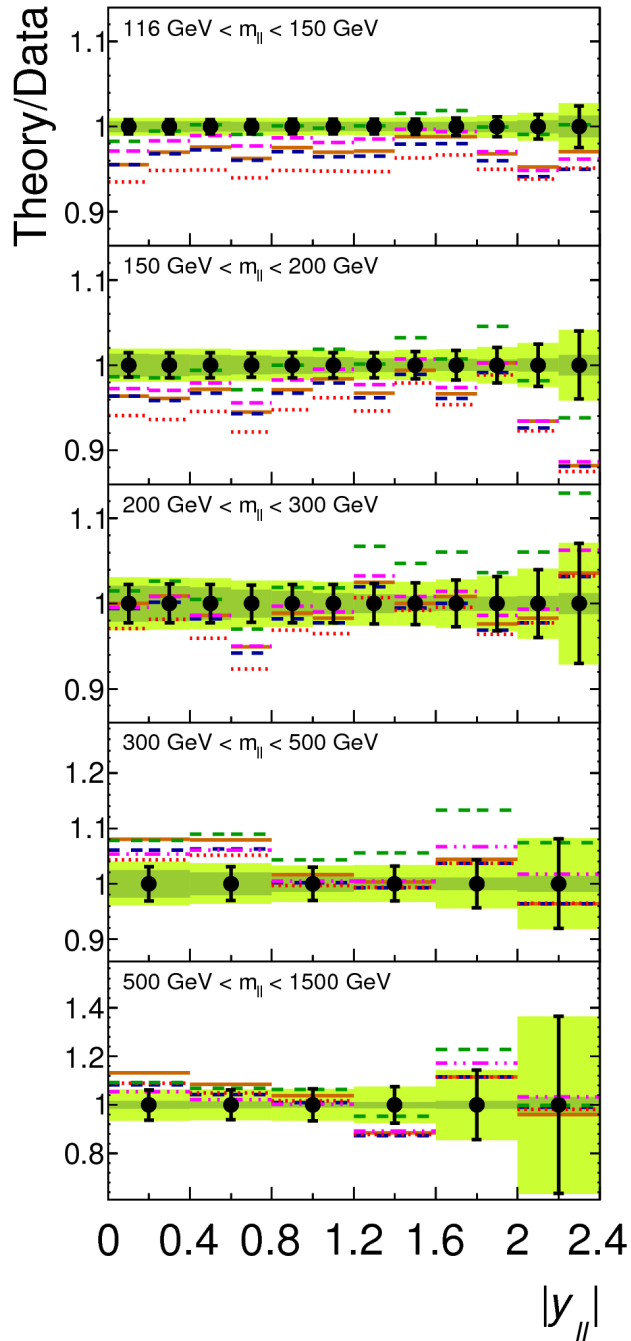 Theory/Data
116 GeV < m_ll < 150 GeV
1.1
1
0.9
150 GeV < m_ll < 200 GeV
1.1
1
0.9
200 GeV < m_ll < 300 GeV
1.1
1
0.9
300 GeV < m_ll < 500 GeV
1.2
1.1
1
0.9
500 GeV < m_ll < 1500 GeV
1.4
1.2
1
0.8
0 0.4 0.8 1.2 1.6 2 2.4
|y_ll|